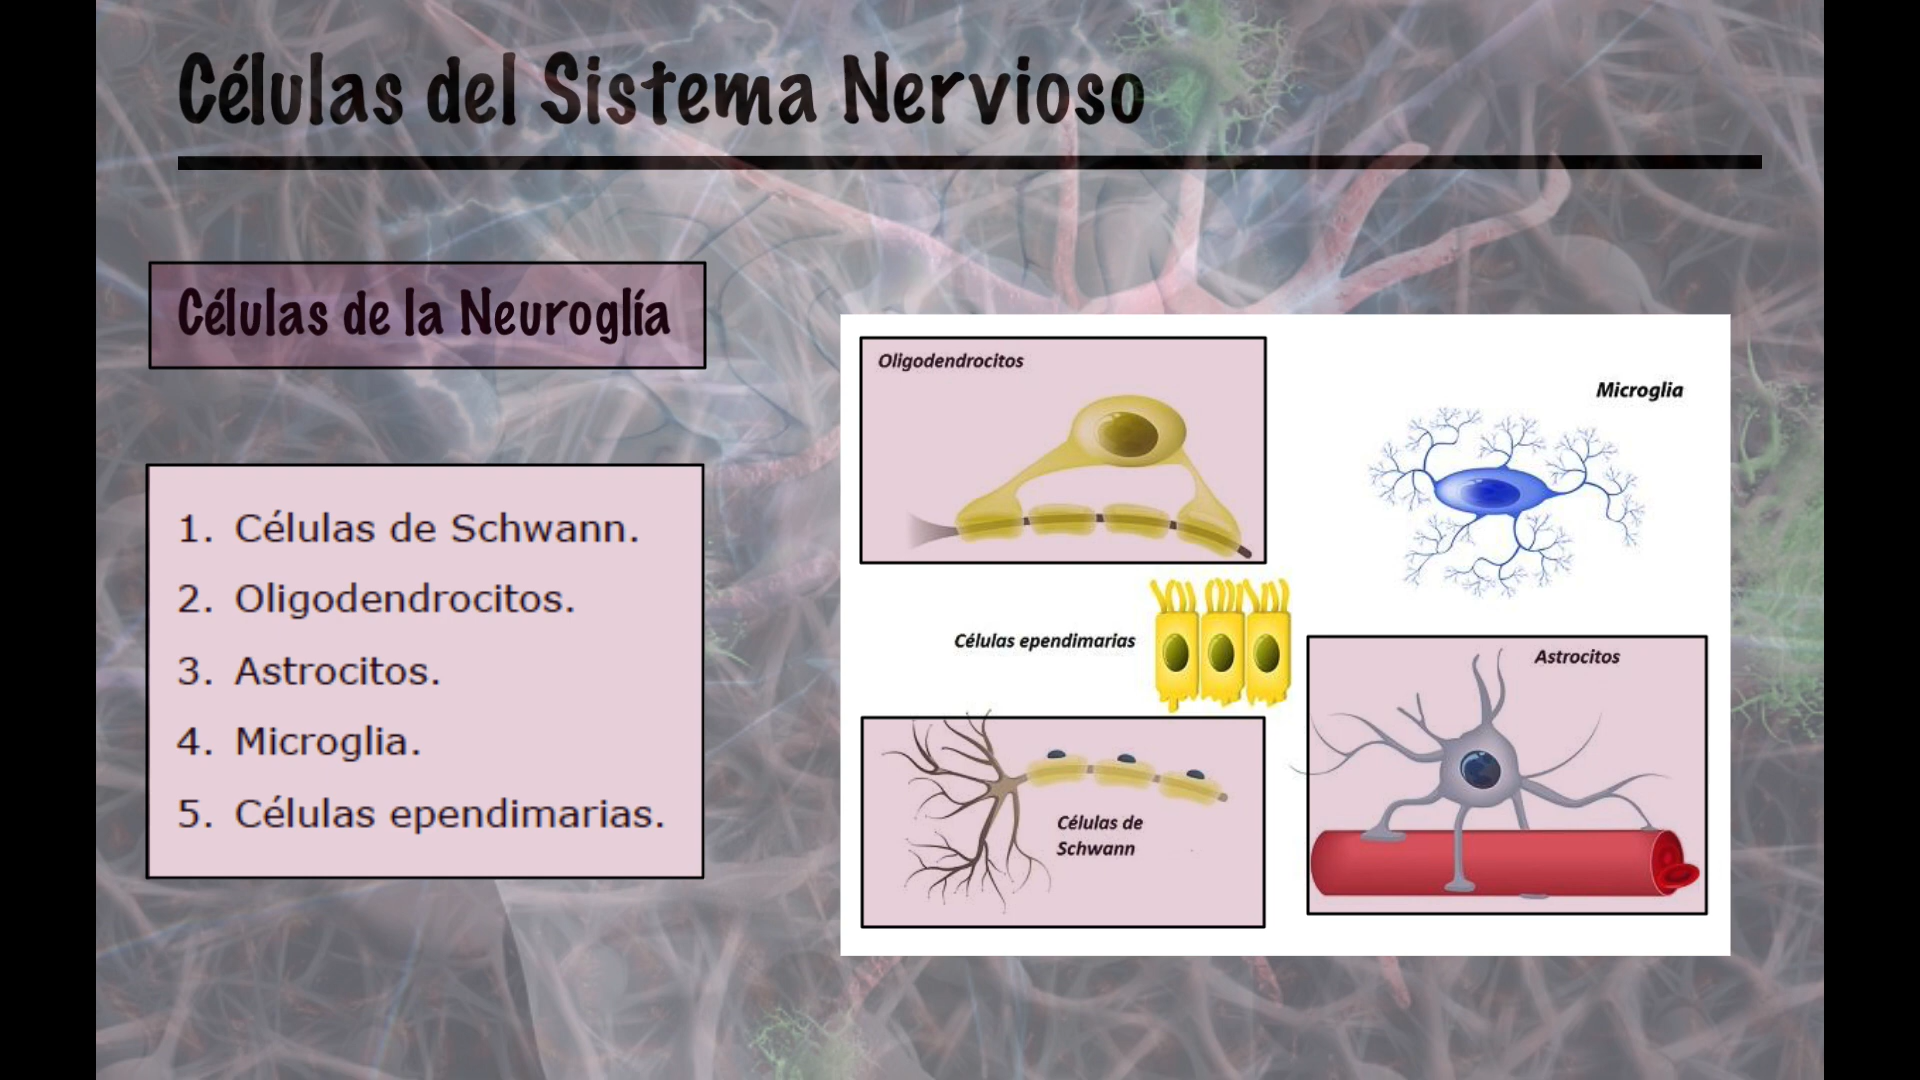 Células del Sistema Nervioso
Células de la Neuroglía
1. Células de Schwann.
2. Oligodendrocitos.
3. Astrocitos.
4. Microglia.
5. Células ependimarias.
Oligodendrocitos
Microglia
Células ependimarias
Astrocitos
Células de
Schwann